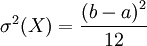 σ²(X) = (b − a)² / 12